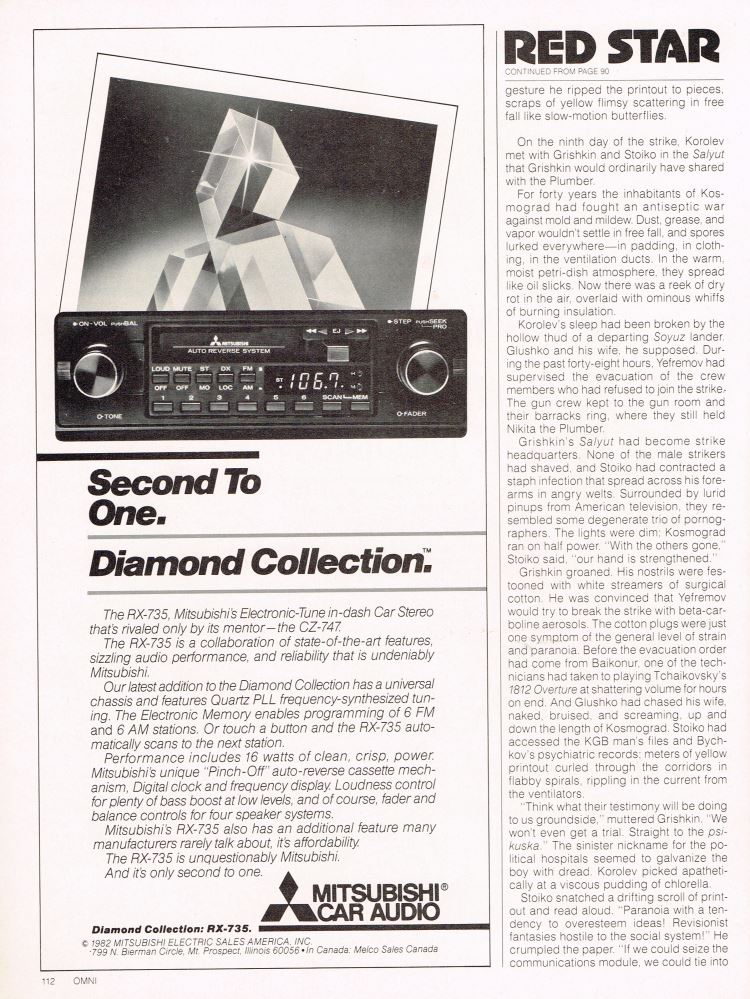 ▶ON-VOL PUSH BAL
MITSUBISHI
AUTO REVERSE SYSTEM
◀◀ EJ ▶ ▶▶
▶STEP PUSH SEEK
PRO
LOUD MUTE ST DX FM
OFF OFF MO LOC AM
ST 106.7
1 2 3 4 5 6 SCAN MEM
O-TONE
O-FADER
Second To
One.
Diamond Collection.™
The RX-735, Mitsubishi's Electronic-Tune in-dash Car Stereo
that's rivaled only by its mentor—the CZ-747.
The RX-735 is a collaboration of state-of-the-art features,
sizzling audio performance, and reliability that is undeniably
Mitsubishi.
Our latest addition to the Diamond Collection has a universal
chassis and features Quartz PLL frequency-synthesized tun-
ing. The Electronic Memory enables programming of 6 FM
and 6 AM stations. Or touch a button and the RX-735 auto-
matically scans to the next station.
Performance includes 16 watts of clean, crisp, power.
Mitsubishi's unique "Pinch-Off" auto-reverse cassette mech-
anism, Digital clock and frequency display. Loudness control
for plenty of bass boost at low levels, and of course, fader and
balance controls for four speaker systems.
Mitsubishi's RX-735 also has an additional feature many
manufacturers rarely talk about, it's affordability.
The RX-735 is unquestionably Mitsubishi.
And it's only second to one.
MITSUBISHI®
CAR AUDIO
Diamond Collection: RX-735.
© 1982 MITSUBISHI ELECTRIC SALES AMERICA, INC.
799 N. Bierman Circle, Mt. Prospect, Illinois 60056 • In Canada: Melco Sales Canada
112 OMNI
RED STAR
CONTINUED FROM PAGE 90
gesture he ripped the printout to pieces,
scraps of yellow flimsy scattering in free
fall like slow-motion butterflies.
On the ninth day of the strike, Korolev
met with Grishkin and Stoiko in the Salyut
that Grishkin would ordinarily have shared
with the Plumber.
For forty years the inhabitants of Kos-
mograd had fought an antiseptic war
against mold and mildew. Dust, grease, and
vapor wouldn't settle in free fall, and spores
lurked everywhere—in padding, in cloth-
ing, in the ventilation ducts. In the warm,
moist petri-dish atmosphere, they spread
like oil slicks. Now there was a reek of dry
rot in the air, overlaid with ominous whiffs
of burning insulation.
Korolev's sleep had been broken by the
hollow thud of a departing Soyuz lander.
Glushko and his wife, he supposed. Dur-
ing the past forty-eight hours, Yefremov had
supervised the evacuation of the crew
members who had refused to join the strike.
The gun crew kept to the gun room and
their barracks ring, where they still held
Nikita the Plumber.
Grishkin's Salyut had become strike
headquarters. None of the male strikers
had shaved, and Stoiko had contracted a
staph infection that spread across his fore-
arms in angry welts. Surrounded by lurid
pinups from American television, they re-
sembled some degenerate trio of pornog-
raphers. The lights were dim; Kosmograd
ran on half power. "With the others gone,"
Stoiko said, "our hand is strengthened."
Grishkin groaned. His nostrils were fes-
tooned with white streamers of surgical
cotton. He was convinced that Yefremov
would try to break the strike with beta-car-
boline aerosols. The cotton plugs were just
one symptom of the general level of strain
and paranoia. Before the evacuation order
had come from Baikonur, one of the tech-
nicians had taken to playing Tchaikovsky's
1812 Overture at shattering volume for hours
on end. And Glushko had chased his wife,
naked, bruised, and screaming, up and
down the length of Kosmograd. Stoiko had
accessed the KGB man's files and Bych-
kov's psychiatric records; meters of yellow
printout curled through the corridors in
flabby spirals, rippling in the current from
the ventilators.
"Think what their testimony will be doing
to us groundside," muttered Grishkin. "We
won't even get a trial. Straight to the psi-
kuska." The sinister nickname for the po-
litical hospitals seemed to galvanize the
boy with dread. Korolev picked apatheti-
cally at a viscous pudding of chlorella.
Stoiko snatched a drifting scroll of print-
out and read aloud. "Paranoia with a ten-
dency to overesteem ideas! Revisionist
fantasies hostile to the social system!" He
crumpled the paper. "If we could seize the
communications module, we could tie into